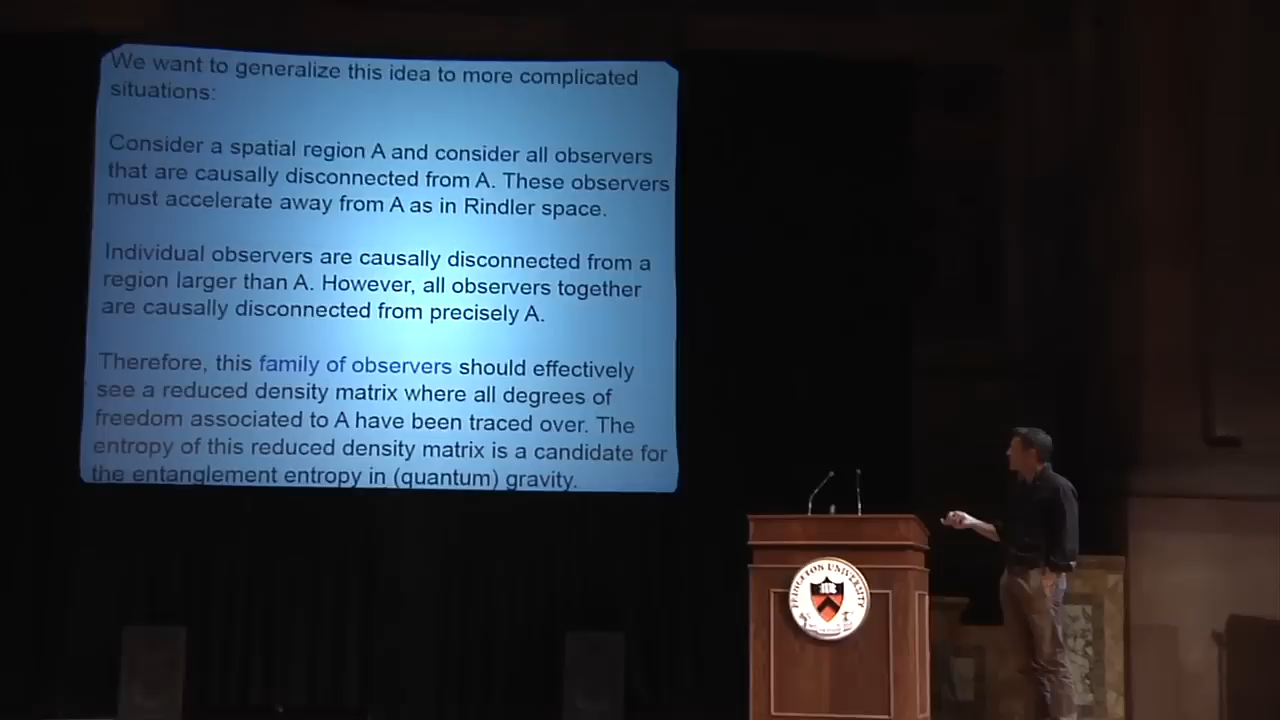 We want to generalize this idea to more complicated
situations:
Consider a spatial region A and consider all observers
that are causally disconnected from A. These observers
must accelerate away from A as in Rindler space.
Individual observers are causally disconnected from a
region larger than A. However, all observers together
are causally disconnected from precisely A.
Therefore, this family of observers should effectively
see a reduced density matrix where all degrees of
freedom associated to A have been traced over. The
entropy of this reduced density matrix is a candidate for
the entanglement entropy in (quantum) gravity.
PRINCETON UNIVERSITY